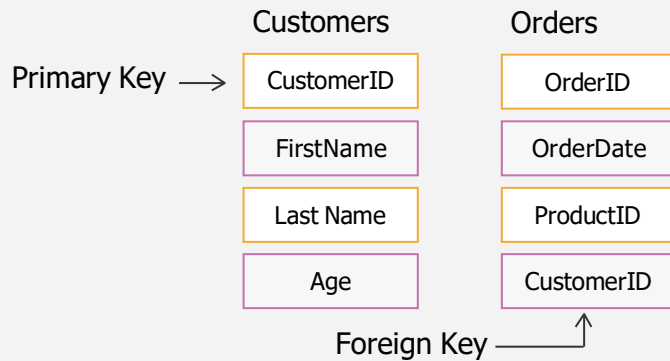 Customers
Orders
Primary Key
CustomerID
OrderID
FirstName
OrderDate
Last Name
ProductID
Age
CustomerID
Foreign Key